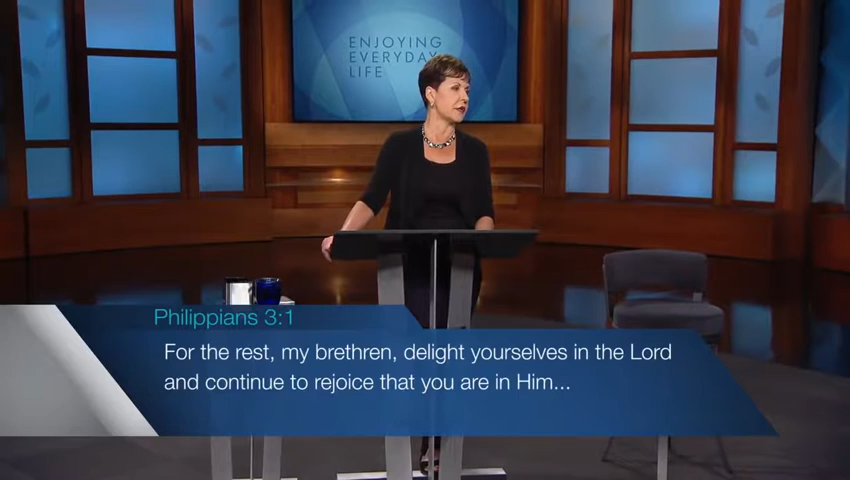 ENJOYING
EVERYDAY
LIFE
Philippians 3:1
For the rest, my brethren, delight yourselves in the Lord
and continue to rejoice that you are in Him...